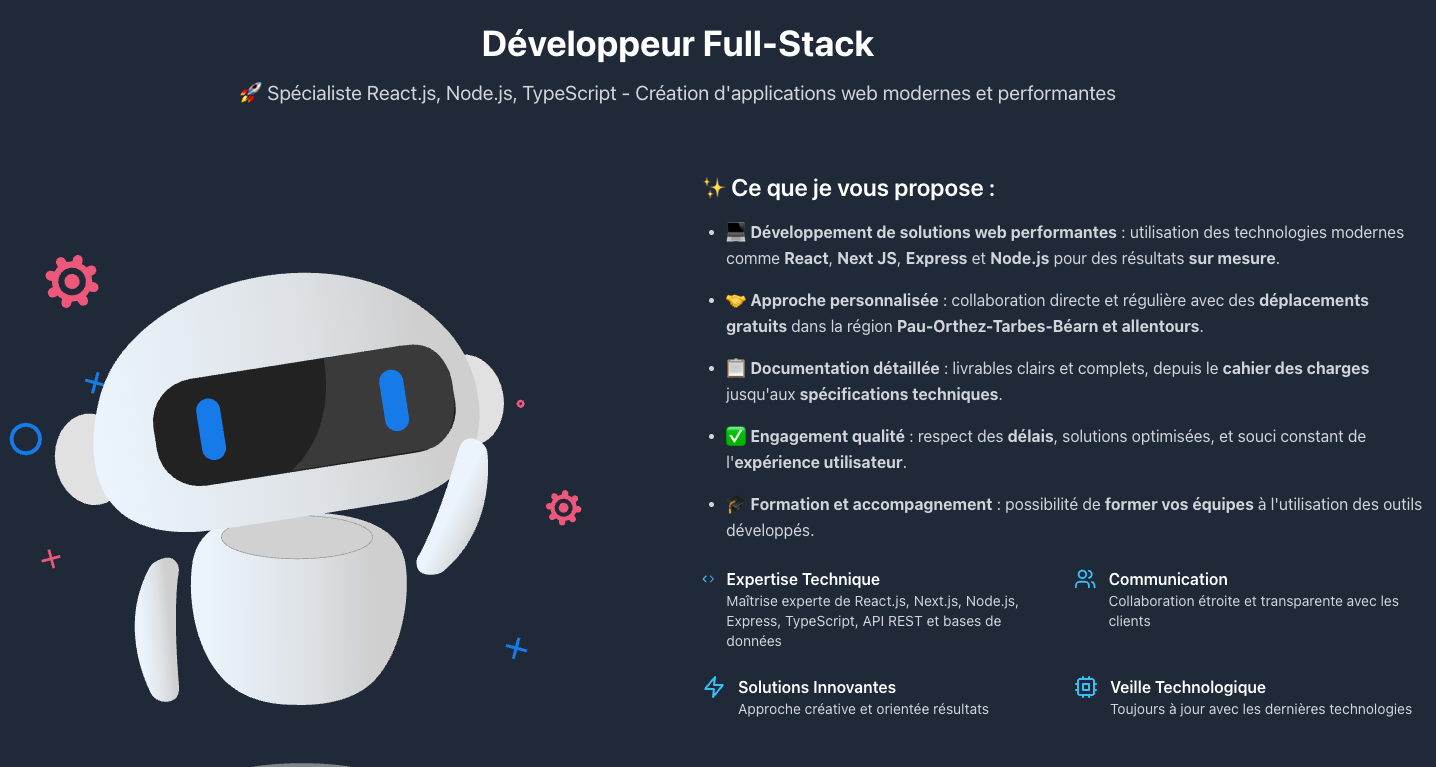 Développeur Full-Stack
🚀 Spécialiste React.js, Node.js, TypeScript - Création d'applications web modernes et performantes
✨ Ce que je vous propose :
• 💻 Développement de solutions web performantes : utilisation des technologies modernes
comme React, Next JS, Express et Node.js pour des résultats sur mesure.
• 🤝 Approche personnalisée : collaboration directe et régulière avec des déplacements
gratuits dans la région Pau-Orthez-Tarbes-Béarn et allentours.
• 📋 Documentation détaillée : livrables clairs et complets, depuis le cahier des charges
jusqu'aux spécifications techniques.
• ✅ Engagement qualité : respect des délais, solutions optimisées, et souci constant de
l'expérience utilisateur.
• 🎓 Formation et accompagnement : possibilité de former vos équipes à l'utilisation des outils
développés.
Expertise Technique
Maîtrise experte de React.js, Next.js, Node.js,
Express, TypeScript, API REST et bases de
données
Communication
Collaboration étroite et transparente avec les
clients
Solutions Innovantes
Approche créative et orientée résultats
Veille Technologique
Toujours à jour avec les dernières technologies